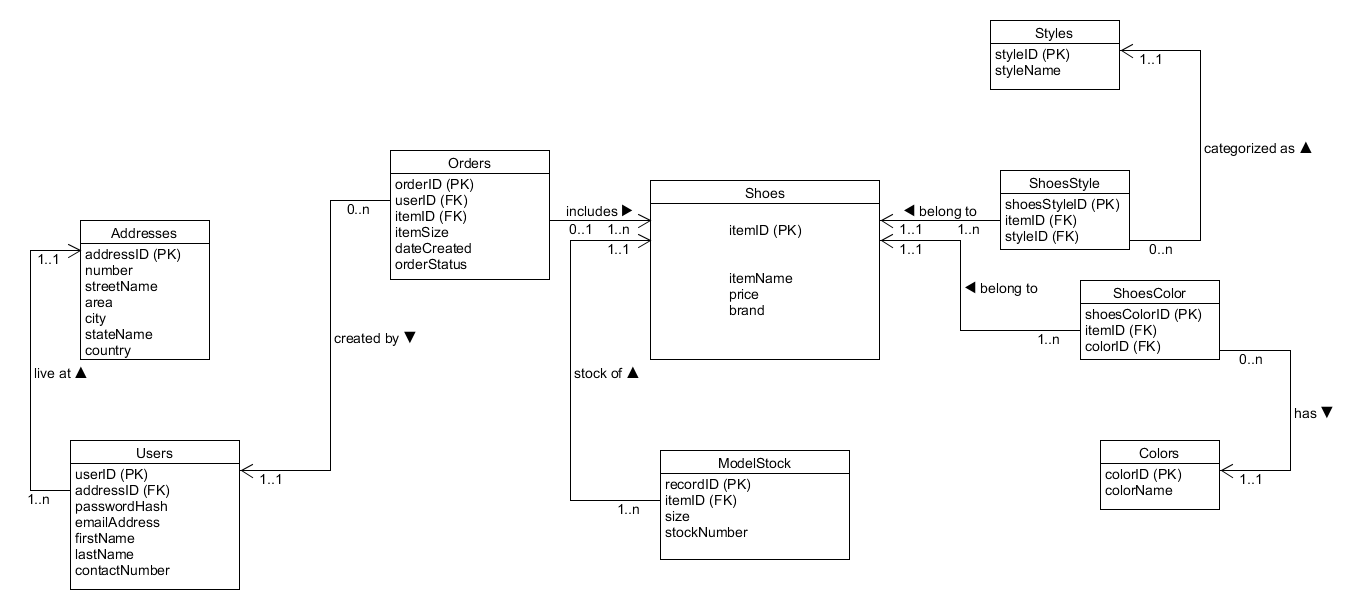 Styles
styleID (PK)
styleName
1..1
categorized as ▲
Orders
orderID (PK)
userID (FK)
itemID (FK)
itemSize
dateCreated
orderStatus
0..n
includes ▶
0..1 1..n
1..1
Shoes
itemID (PK)
itemName
price
brand
◀ belong to
1..1 1..n
1..1
ShoesStyle
shoesStyleID (PK)
itemID (FK)
styleID (FK)
0..n
Addresses
addressID (PK)
number
streetName
area
city
stateName
country
1..1
◀ belong to
1..n
ShoesColor
shoesColorID (PK)
itemID (FK)
colorID (FK)
0..n
created by ▼
live at ▲
stock of ▲
has ▼
Users
userID (PK)
addressID (FK)
passwordHash
emailAddress
firstName
lastName
contactNumber
1..n
1..1
ModelStock
recordID (PK)
itemID (FK)
size
stockNumber
1..n
Colors
colorID (PK)
colorName
1..1